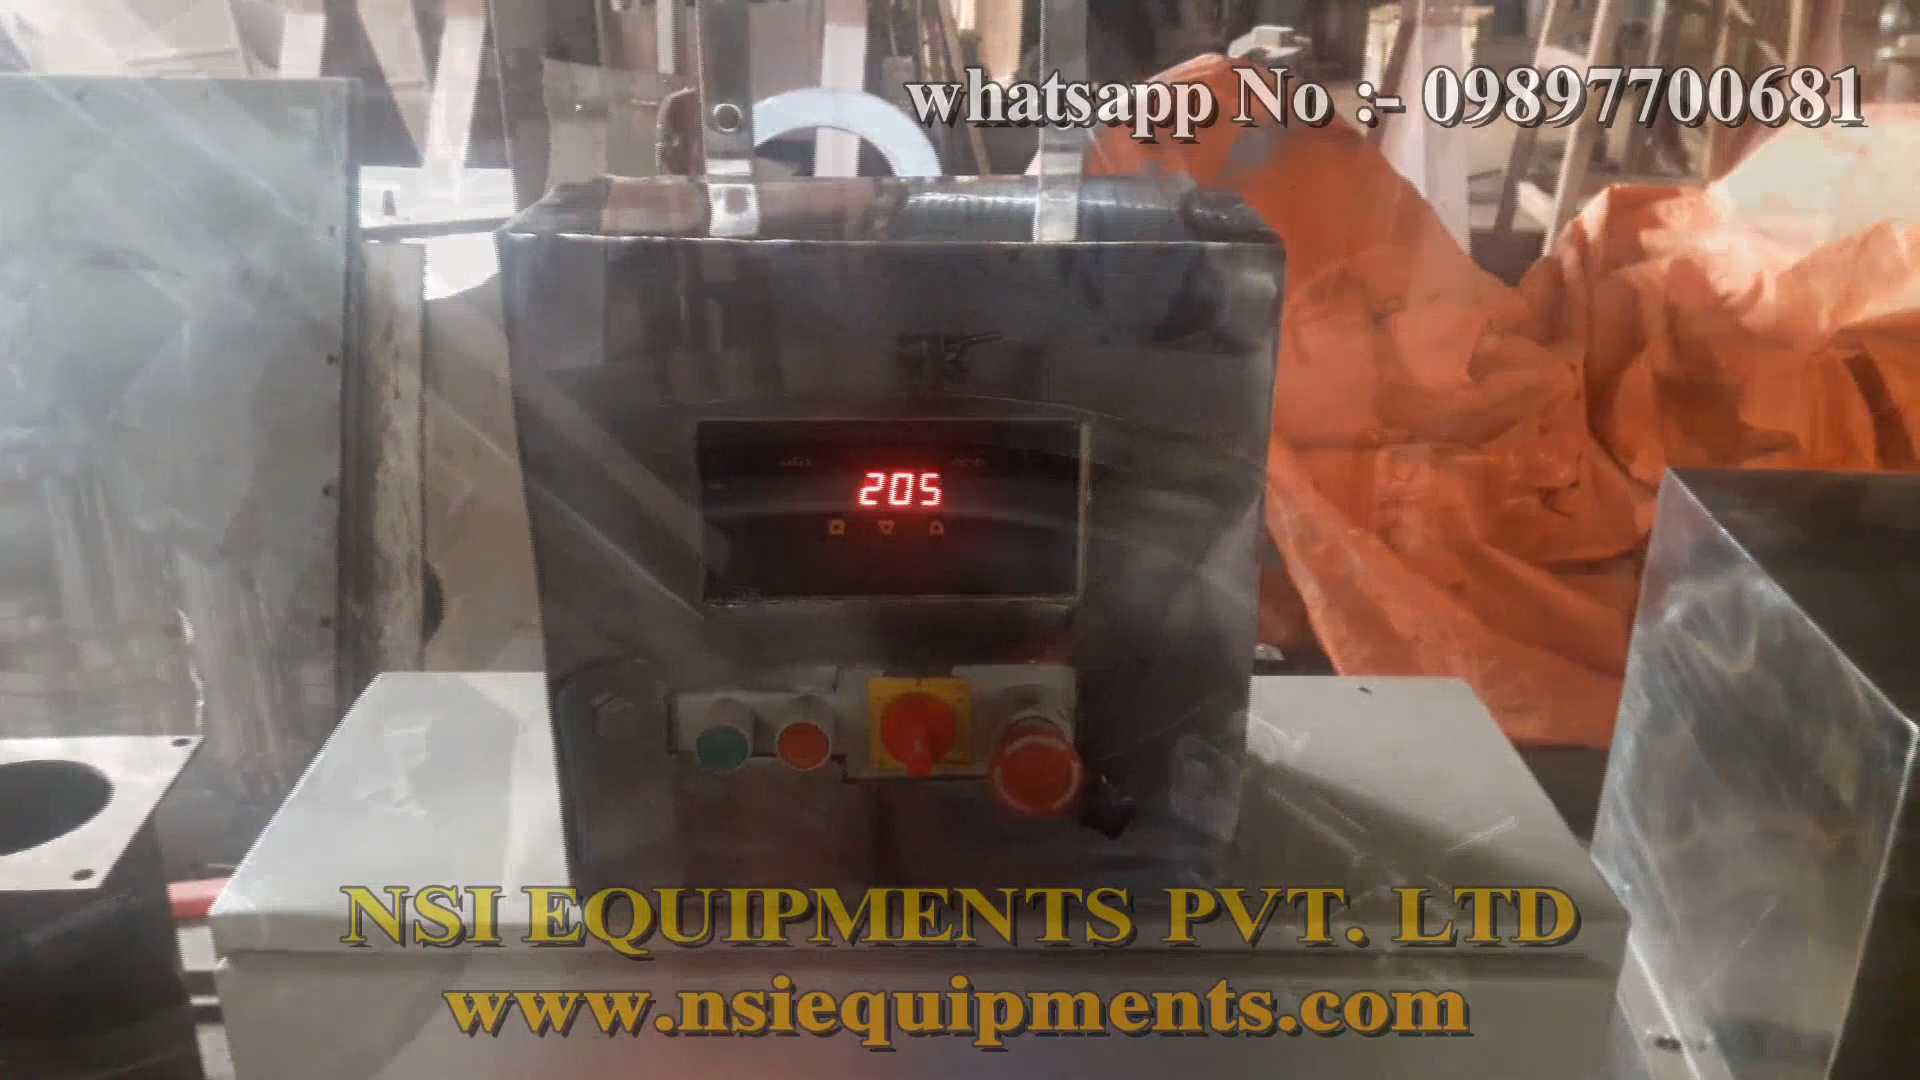 whatsapp No :- 09897700681
205
NSI EQUIPMENTS PVT. LTD
www.nsiequipments.com